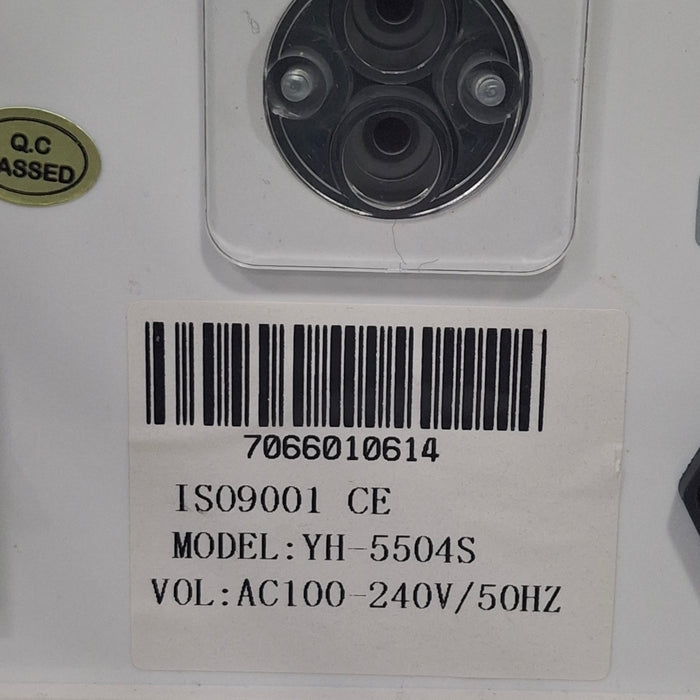 Q.C
ASSED
7066010614
ISO9001 CE
MODEL:YH-5504S
VOL:AC100-240V/50HZ